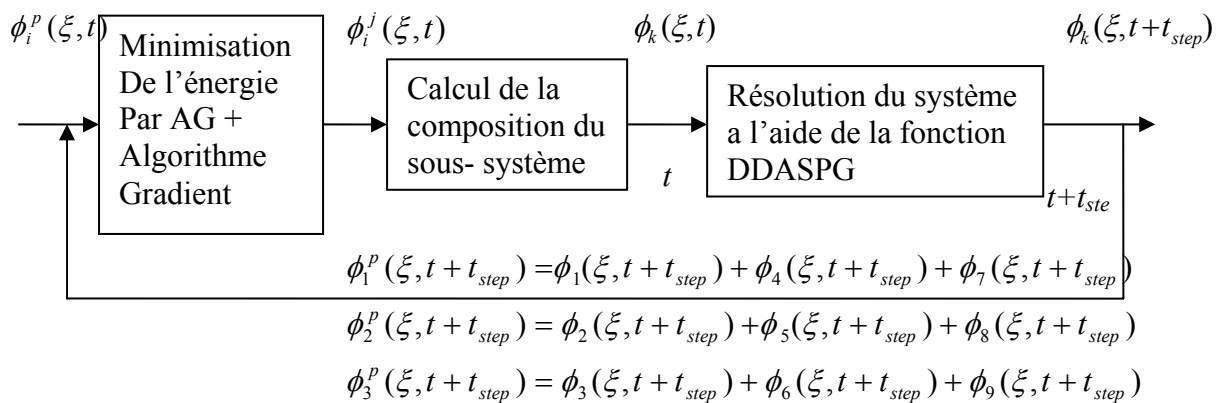 ϕ_i^p(ξ,t)
Minimisation
De l'énergie
Par AG +
Algorithme
Gradient
ϕ_i^j(ξ,t)
Calcul de la
composition du
sous- système
ϕ_k(ξ,t)
t
Résolution du système
a l'aide de la fonction
DDASPG
ϕ_k(ξ,t+t_step)
t+t_ste
ϕ_1^p(ξ,t + t_step) =ϕ_1(ξ,t + t_step) + ϕ_4(ξ,t + t_step) + ϕ_7(ξ,t + t_step)
ϕ_2^p(ξ,t + t_step) = ϕ_2(ξ,t + t_step) +ϕ_5(ξ,t + t_step) + ϕ_8(ξ,t + t_step)
ϕ_3^p(ξ,t + t_step) = ϕ_3(ξ,t + t_step) + ϕ_6(ξ,t + t_step) + ϕ_9(ξ,t + t_step)